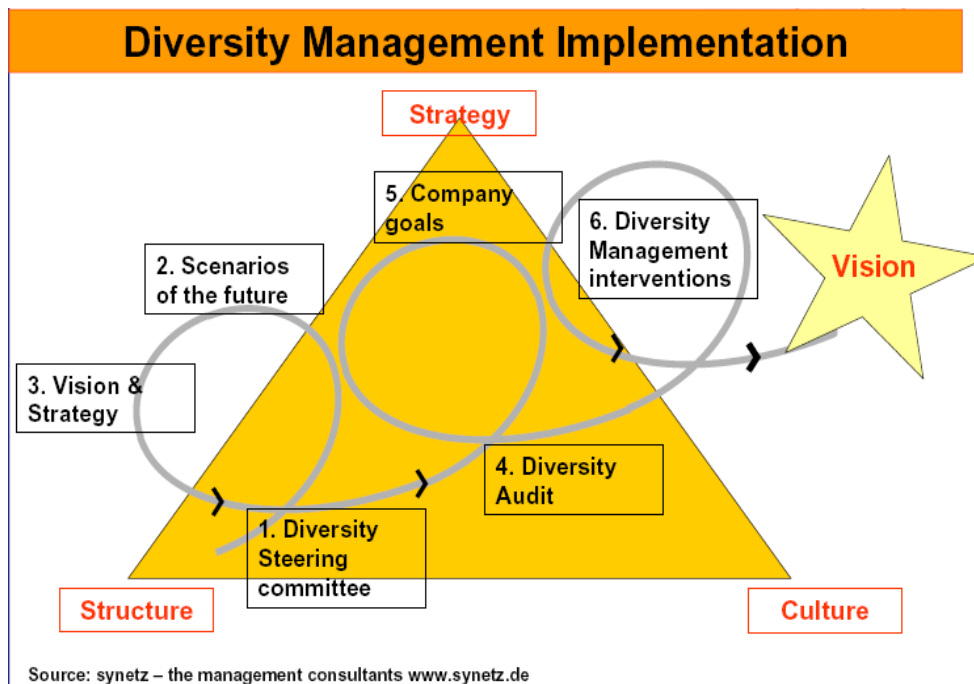 Diversity Management Implementation
Strategy
5. Company
goals
6. Diversity
Management
interventions
Vision
2. Scenarios
of the future
3. Vision &
Strategy
4. Diversity
Audit
1. Diversity
Steering
committee
Structure
Culture
Source: synetz – the management consultants www.synetz.de